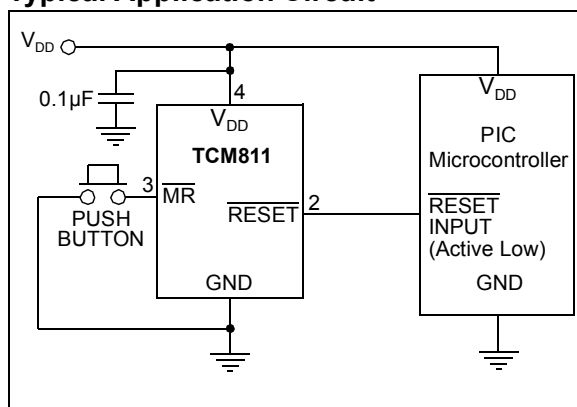 Typical Application Circuit
VDD
0.1µF
4
VDD
TCM811
3
MR
RESET
2
GND
PUSH
BUTTON
VDD
PIC
Microcontroller
RESET
INPUT
(Active Low)
GND